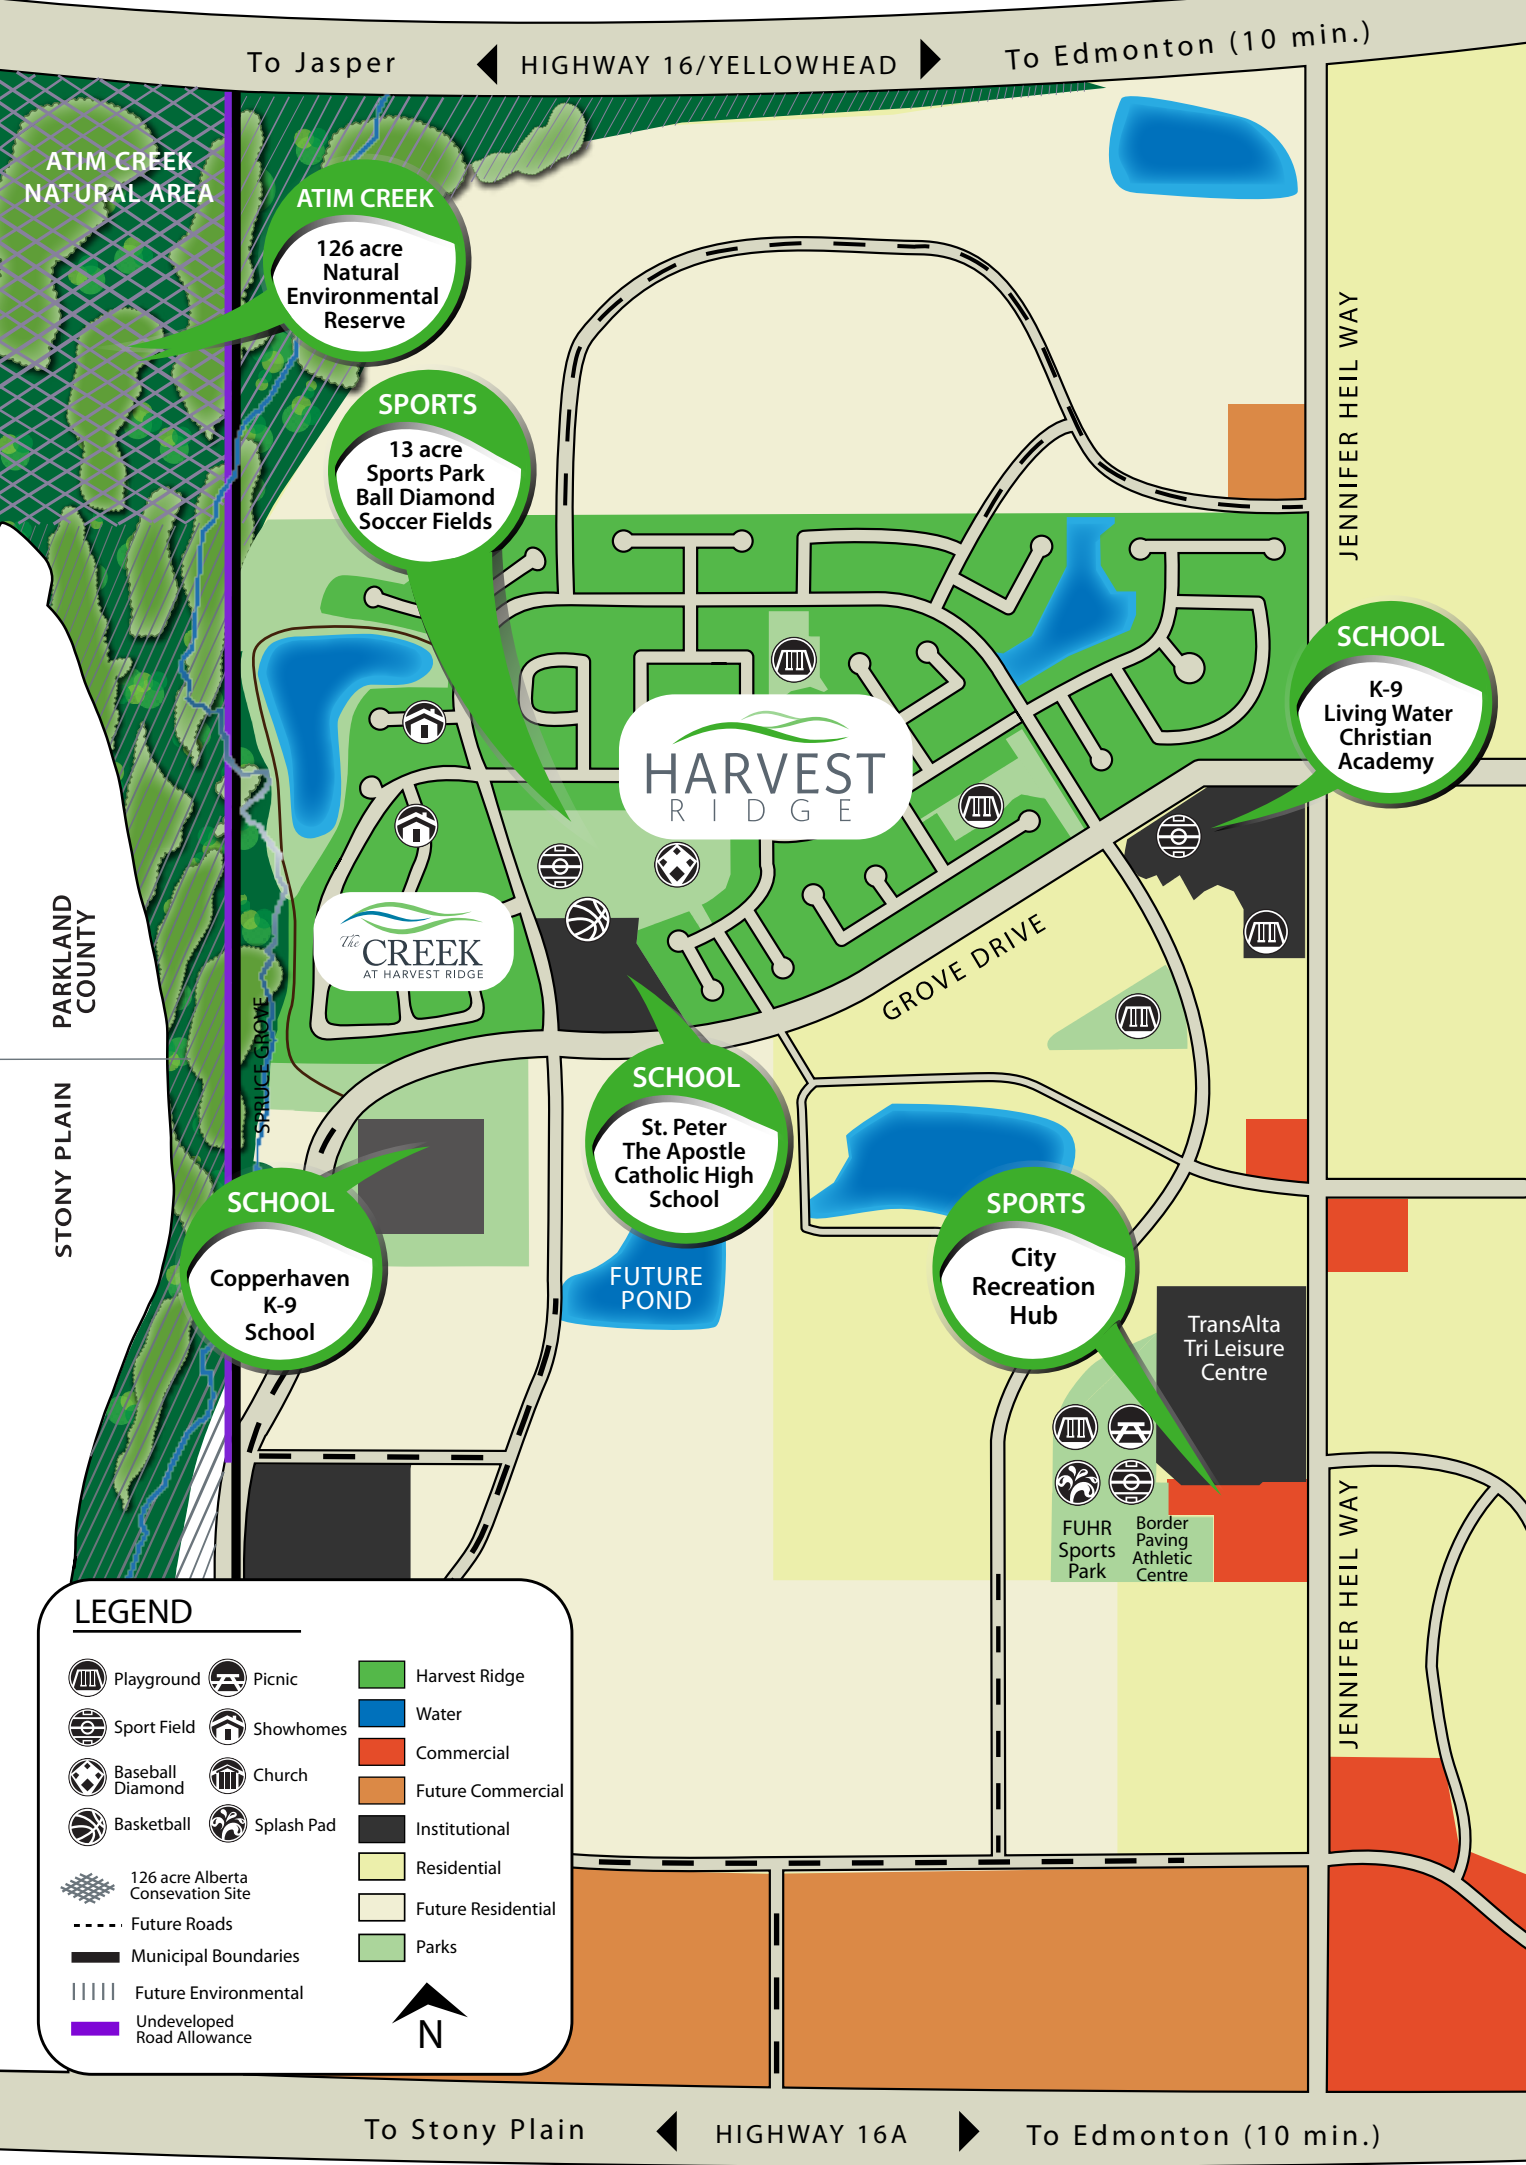 To Jasper
HIGHWAY 16/YELLOWHEAD
To Edmonton (10 min.)
ATIM CREEK
NATURAL AREA
ATIM CREEK
126 acre
Natural
Environmental
Reserve
SPORTS
13 acre
Sports Park
Ball Diamond
Soccer Fields
JENNIFER HEIL WAY
SCHOOL
K-9
Living Water
Christian
Academy
HARVEST
RIDGE
The
CREEK
AT HARVEST RIDGE
GROVE DRIVE
PARKLAND
COUNTY
SPRUCE GROVE
STONY PLAIN
SCHOOL
St. Peter
The Apostle
Catholic High
School
SCHOOL
Copperhaven
K-9
School
FUTURE
POND
SPORTS
City
Recreation
Hub
TransAlta
Tri Leisure
Centre
FUHR
Sports
Park
Border
Paving
Athletic
Centre
JENNIFER HEIL WAY
LEGEND
Playground
Picnic
Sport Field
Showhomes
Baseball
Diamond
Church
Basketball
Splash Pad
126 acre Alberta
Consevation Site
Future Roads
Municipal Boundaries
Future Environmental
Undeveloped
Road Allowance
Harvest Ridge
Water
Commercial
Future Commercial
Institutional
Residential
Future Residential
Parks
N
To Stony Plain
HIGHWAY 16A
To Edmonton (10 min.)